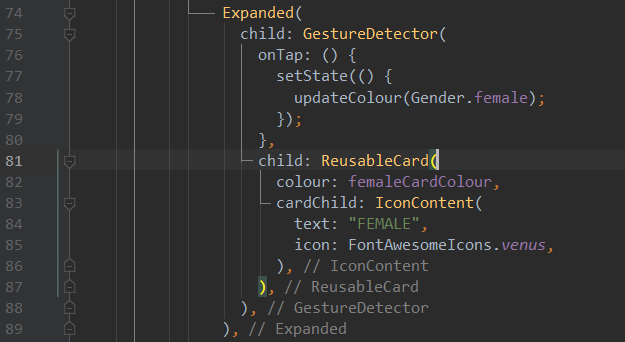 74 Expanded(
75 child: GestureDetector(
76 onTap: () {
77 setState(() {
78 updateColour(Gender.female);
79 });
80 },
81 child: ReusableCard(
82 colour: femaleCardColour,
83 cardChild: IconContent(
84 text: "FEMALE",
85 icon: FontAwesomeIcons.venus,
86 ), // IconContent
87 ), // ReusableCard
88 ), // GestureDetector
89 ), // Expanded